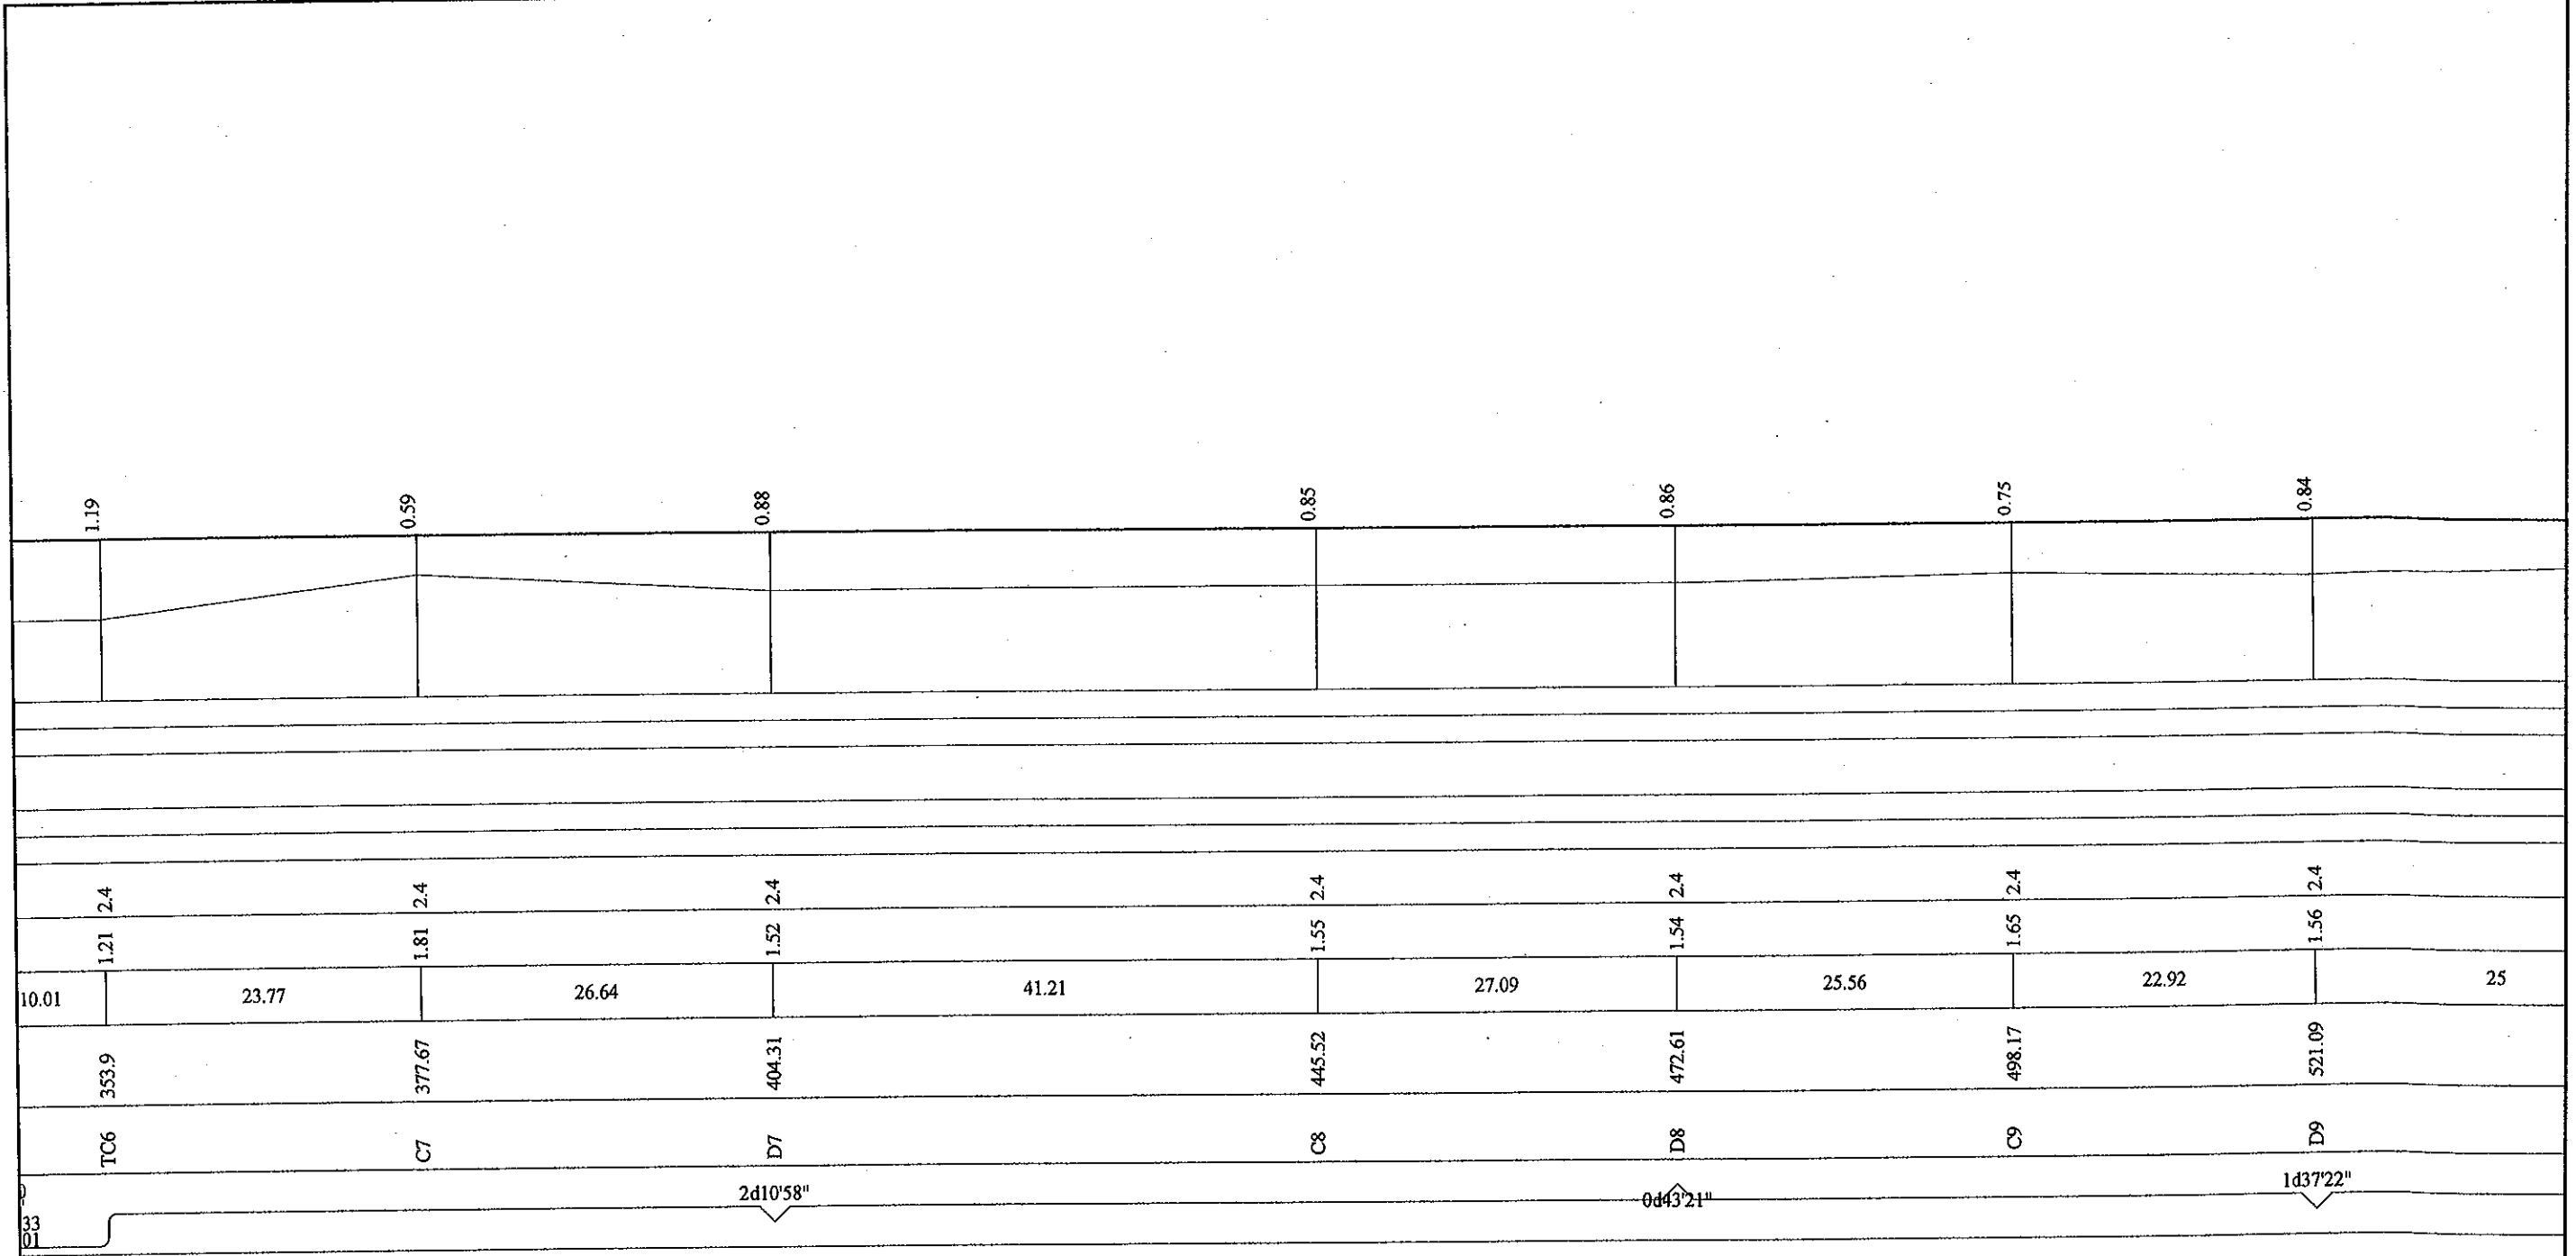 1.19 0.59 0.88 0.85 0.86 0.75 0.84
2.4 2.4 2.4 2.4 2.4 2.4 2.4
1.21 1.81 1.52 1.55 1.54 1.65 1.56
10.01 23.77 26.64 41.21 27.09 25.56 22.92 25
353.9 377.67 404.31 445.52 472.61 498.17 521.09
TC6 C7 D7 C8 D8 C9 D9
2d10'58" 0d43'21" 1d37'22"
33
01